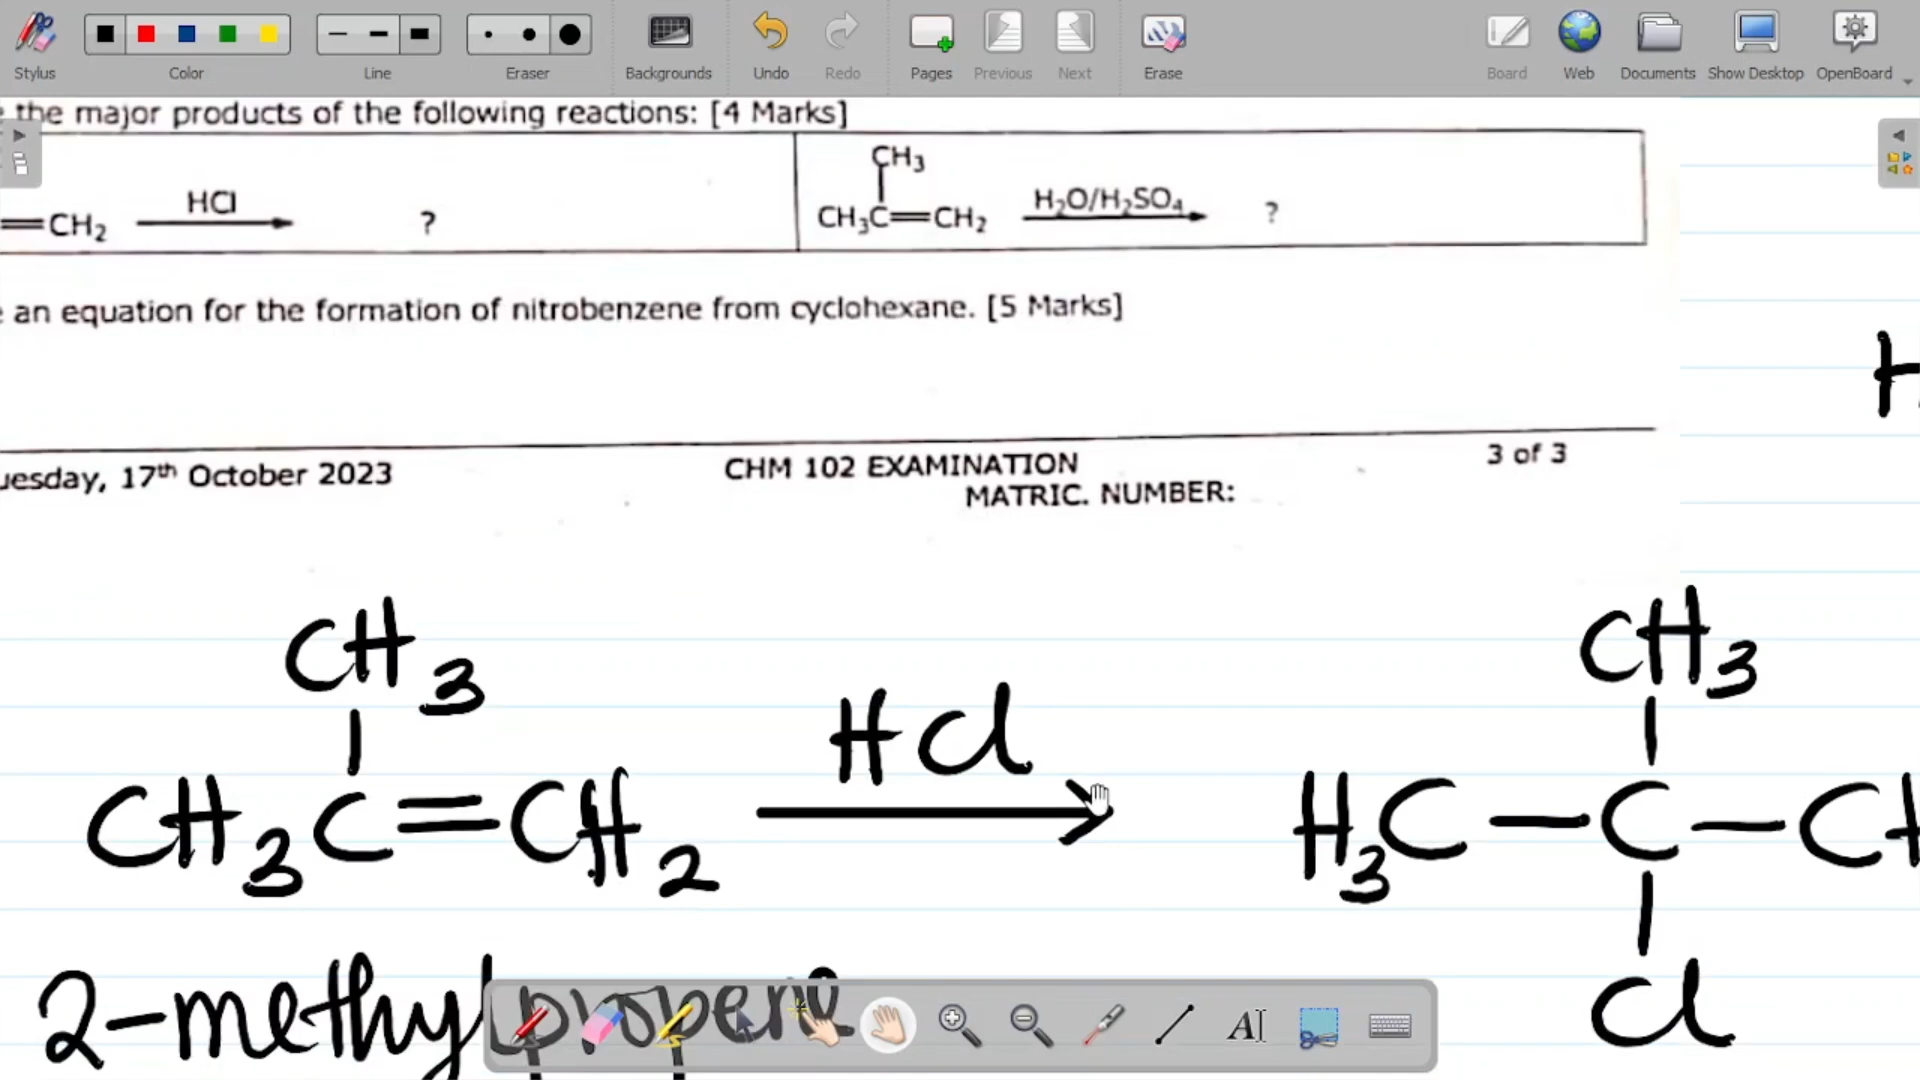 Stylus Color Line Eraser Backgrounds Undo Redo Pages Previous Next Erase Board Web Documents Show Desktop OpenBoard
the major products of the following reactions: [4 Marks]
CH3
=CH2 HCl ? CH3C=CH2 H2O/H2SO4 ?
an equation for the formation of nitrobenzene from cyclohexane. [5 Marks]
H
uesday, 17th October 2023 CHM 102 EXAMINATION 3 of 3
MATRIC. NUMBER:
CH3 CH3
CH3C=CH2 HCl H3C-C-CH
2-methylpropene Cl
AI